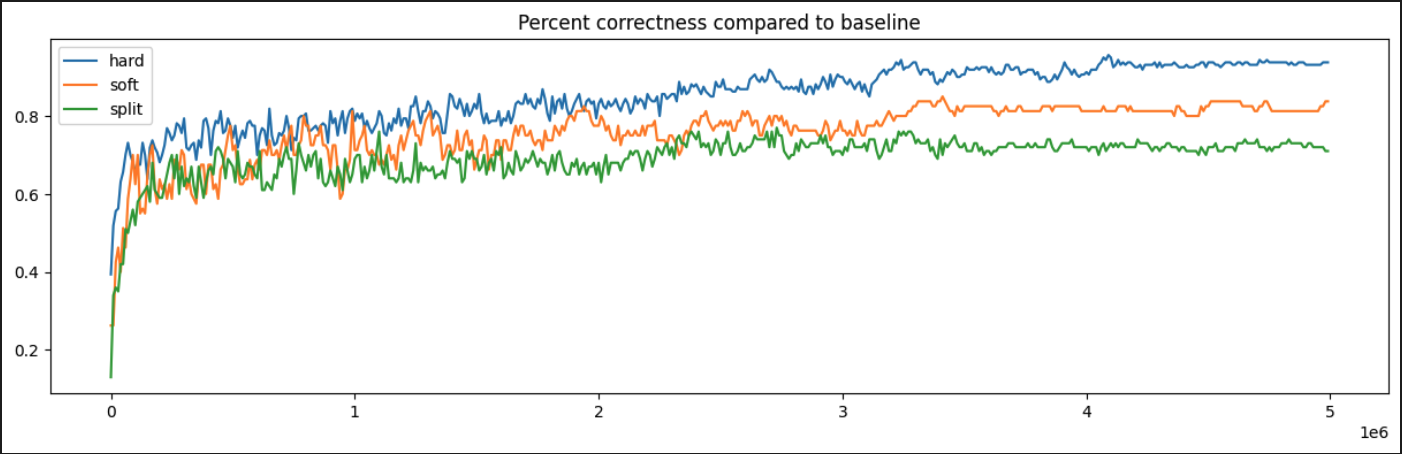 Percent correctness compared to baseline
hard
soft
split
0.8
0.6
0.4
0.2
0 1 2 3 4 5
1e6